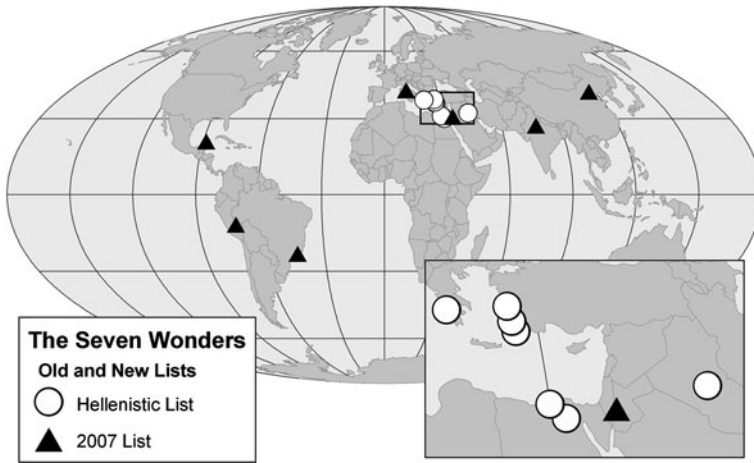 The Seven Wonders
Old and New Lists
Hellenistic List
2007 List